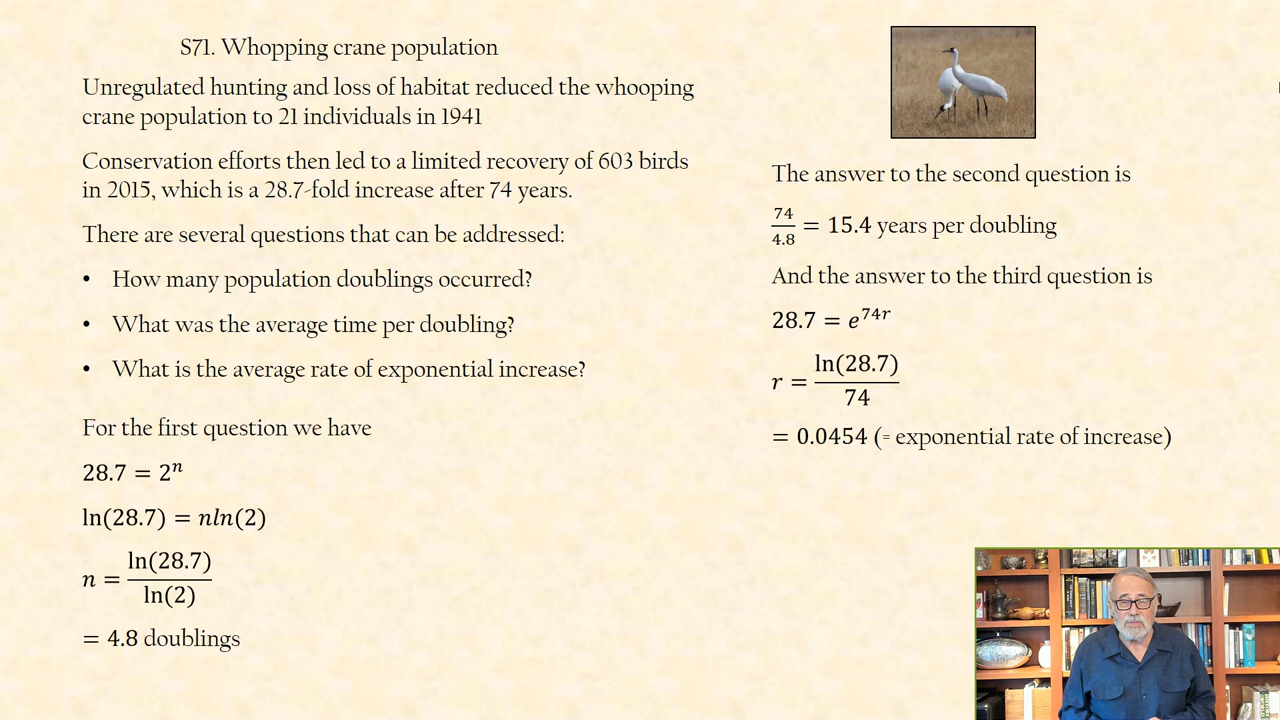 S71. Whopping crane population
Unregulated hunting and loss of habitat reduced the whooping
crane population to 21 individuals in 1941
Conservation efforts then led to a limited recovery of 603 birds
in 2015, which is a 28.7-fold increase after 74 years.
There are several questions that can be addressed:
• How many population doublings occurred?
• What was the average time per doubling?
• What is the average rate of exponential increase?
For the first question we have
28.7 = 2ⁿ
ln(28.7) = nln(2)
n = ln(28.7) / ln(2)
= 4.8 doublings
The answer to the second question is
74/4.8 = 15.4 years per doubling
And the answer to the third question is
28.7 = e⁷⁴ʳ
r = ln(28.7) / 74
= 0.0454 (= exponential rate of increase)